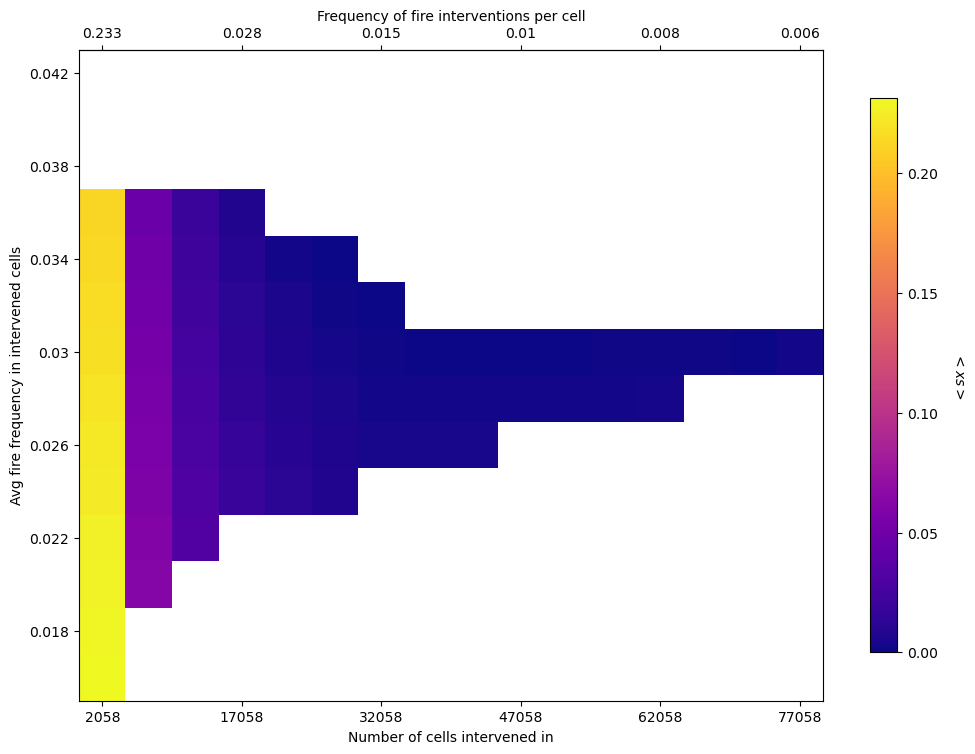 Frequency of fire interventions per cell
0.233 0.028 0.015 0.01 0.008 0.006
0.042
0.038
0.034
0.03
0.026
0.022
0.018
Avg fire frequency in intervened cells
2058 17058 32058 47058 62058 77058
Number of cells intervened in
0.20
0.15
0.10
0.05
0.00
< sx >